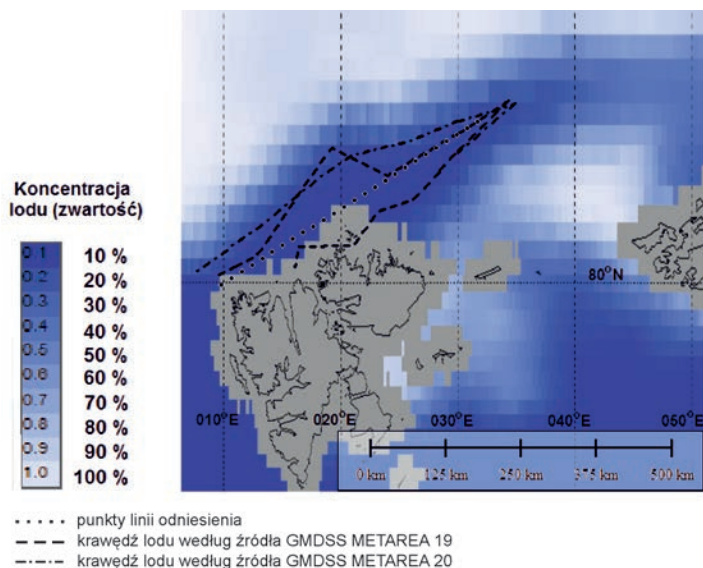 Koncentracja
lodu (zwartość)
0.1 10 %
0.2 20 %
0.3 30 %
0.4 40 %
0.5 50 %
0.6 60 %
0.7 70 %
0.8 80 %
0.9 90 %
1.0 100 %
80°N
010°E 020°E 030°E 040°E 050°E
0 km 125 km 250 km 375 km 500 km
punkty linii odniesienia
krawędź lodu według źródła GMDSS METAREA 19
krawędź lodu według źródła GMDSS METAREA 20